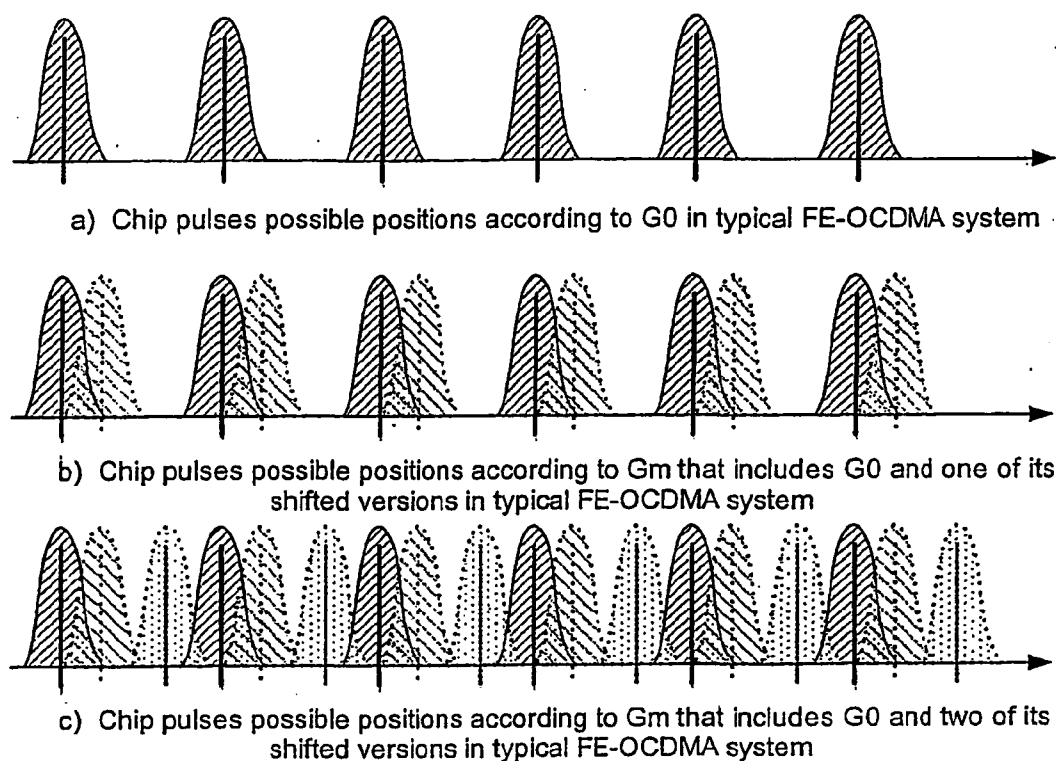 a) Chip pulses possible positions according to G0 in typical FE-OCDMA system
b) Chip pulses possible positions according to Gm that includes G0 and one of its
shifted versions in typical FE-OCDMA system
c) Chip pulses possible positions according to Gm that includes G0 and two of its
shifted versions in typical FE-OCDMA system